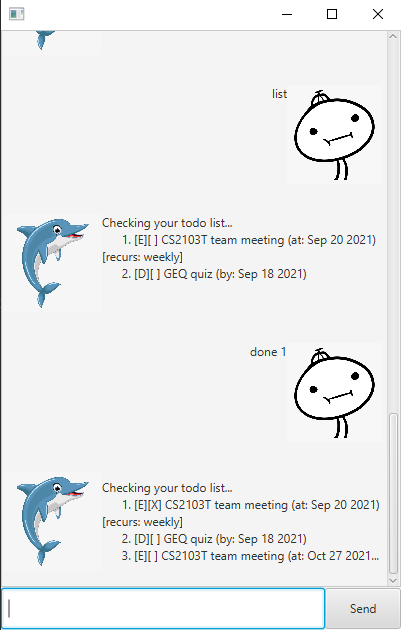 list
Checking your todo list...
1. [E][ ] CS2103T team meeting (at: Sep 20 2021)
[recurs: weekly]
2. [D][ ] GEQ quiz (by: Sep 18 2021)
done 1
Checking your todo list...
1. [E][X] CS2103T team meeting (at: Sep 20 2021)
[recurs: weekly]
2. [D][ ] GEQ quiz (by: Sep 18 2021)
3. [E][ ] CS2103T team meeting (at: Oct 27 2021...
Send